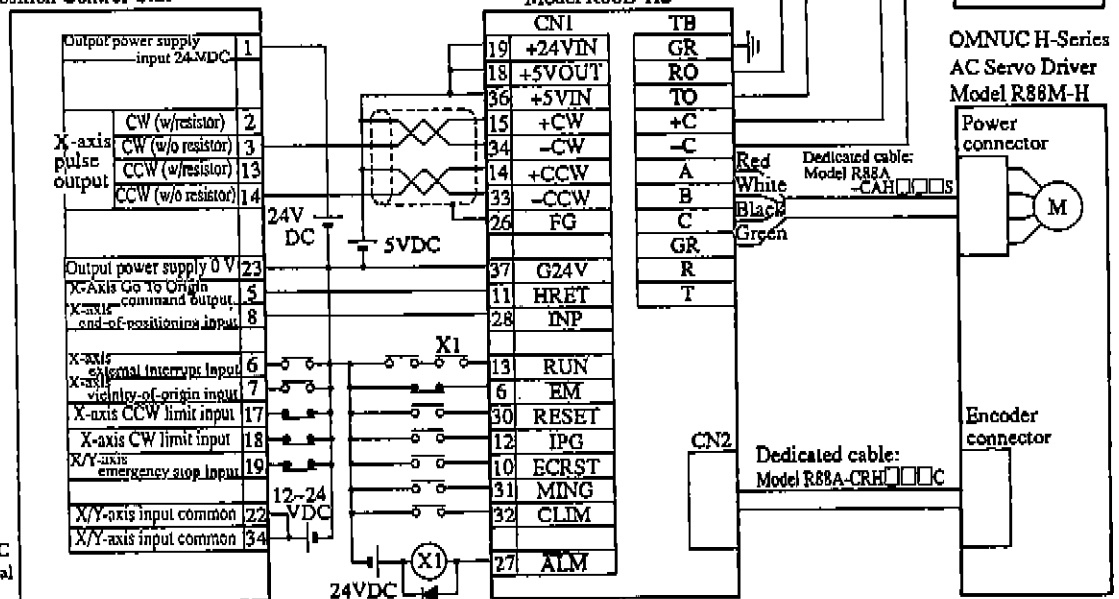 CN1
TB
OMNUC H-Series
AC Servo Driver
Model R88M-H
Output power supply
input 24-VDC
1
19
+24VIN
GR
18
+5VOUT
RO
36
+5VIN
TO
X-axis
pulse
output
CW (w/resistor)
2
CW (w/o resistor)
3
CCW (w/resistor)
13
CCW (w/o resistor)
14
15
+CW
+C
34
-CW
-C
14
+CCW
A
33
-CCW
B
26
FG
C
GR
Red
White
Black
Green
Dedicated cable:
Model R88A
-CAH□□□S
Power
connector
M
24V
DC
5VDC
Output power supply 0 V
23
37
G24V
R
X-Axis Go To Origin
command output
5
11
HRET
T
X-axis
end-of-positioning input
8
28
INP
X1
X-axis
external interrupt input
6
13
RUN
X-axis
vicinity-of-origin input
7
6
EM
X-axis CCW limit input
17
30
RESET
X-axis CW limit input
18
12
IPG
X/Y-axis
emergency stop input
19
10
ECRST
31
MING
12~24
VDC
X/Y-axis input common
22
32
CLIM
X/Y-axis input common
34
X1
27
ALM
24VDC
CN2
Dedicated cable:
Model R88A-CRH□□□C
Encoder
connector